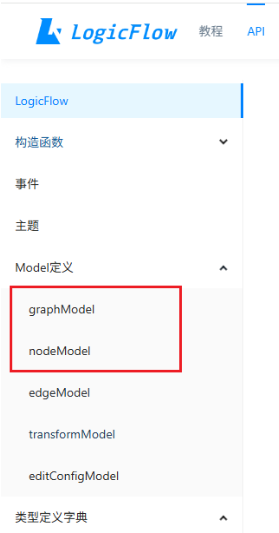 LogicFlow 教程 API
LogicFlow
构造函数
事件
主题
Model定义
graphModel
nodeModel
edgeModel
transformModel
editConfigModel
类型定义字典